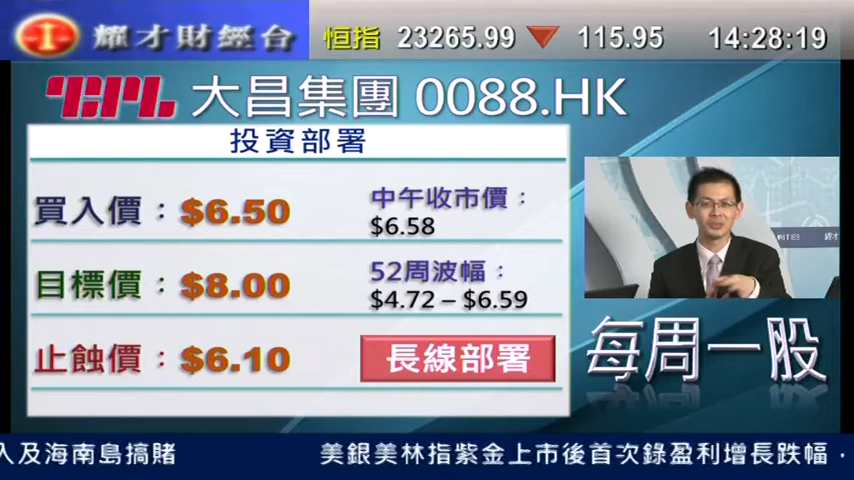 耀才財經台
恒指 23265.99 115.95 14:28:19
大昌集團 0088.HK
投資部署
買入價：$6.50
中午收市價：
$6.58
目標價：$8.00
52周波幅：
$4.72 – $6.59
止蝕價：$6.10
長線部署
每周一股
入及海南島搞賭 美銀美林指紫金上市後首次錄盈利增長跌幅．